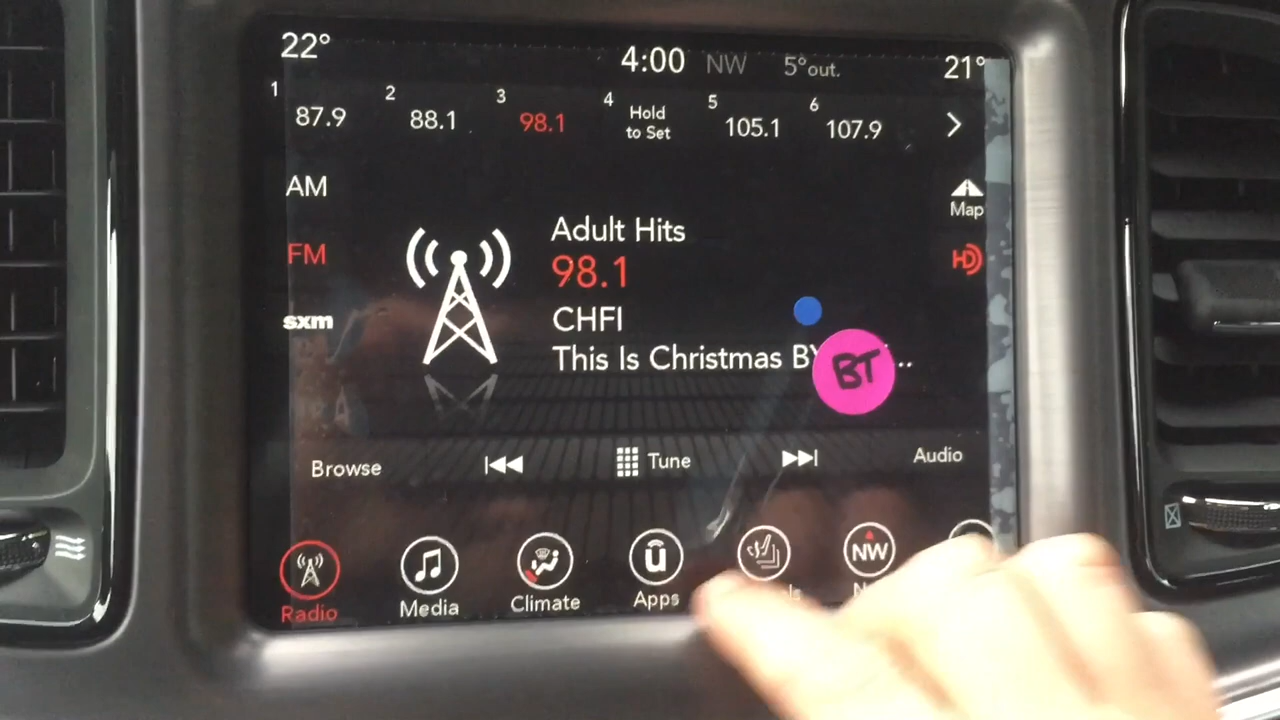 22° 4:00 NW 5°out. 21°
1 87.9 2 88.1 3 98.1 4 Hold to Set 5 105.1 6 107.9
AM
Map
Adult Hits
FM
98.1
HD
sxm
CHFI
This Is Christmas BY ...
BT
Browse Tune Audio
NW
Radio Media Climate ū Apps